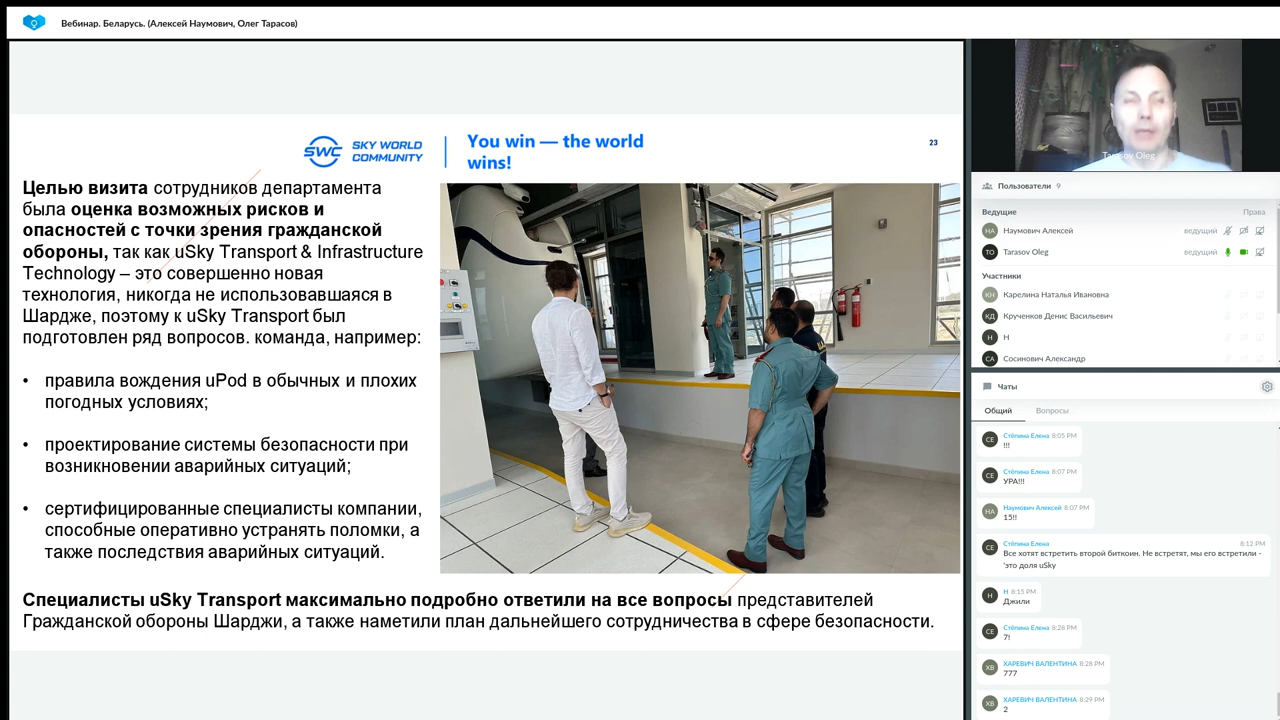 Вебинар. Беларусь. (Алексей Наумович, Олег Тарасов)
SWC
SKY WORLD
COMMUNITY
You win — the world
wins!
23
Целью визита сотрудников департамента
была оценка возможных рисков и
опасностей с точки зрения гражданской
обороны, так как uSky Transport & Infrastructure
Technology – это совершенно новая
технология, никогда не использовавшаяся в
Шардже, поэтому к uSky Transport был
подготовлен ряд вопросов. команда, например:
• правила вождения uPod в обычных и плохих
погодных условиях;
• проектирование системы безопасности при
возникновении аварийных ситуаций;
• сертифицированные специалисты компании,
способные оперативно устранять поломки, а
также последствия аварийных ситуаций.
Специалисты uSky Transport максимально подробно ответили на все вопросы представителей
Гражданской обороны Шарджи, а также наметили план дальнейшего сотрудничества в сфере безопасности.
Tarasov Oleg
Пользователи 9
Ведущие Права
НА Наумович Алексей ведущий
TO Tarasov Oleg ведущий
Участники
КН Карелина Наталья Ивановна
КД Крученков Денис Васильевич
Н Н
СА Сосинович Александр
Чаты
Общий Вопросы
СЕ Стёпина Елена 8:05 PM
!!!
СЕ Стёпина Елена 8:07 PM
УРА!!!
НА Наумович Алексей 8:07 PM
15!!
СЕ Стёпина Елена 8:12 PM
Все хотят встретить второй биткоин. Не встретят, мы его встретили -
'это доля uSky
Н Н 8:15 PM
Джили
СЕ Стёпина Елена 8:28 PM
7!
ХВ ХАРЕВИЧ ВАЛЕНТИНА 8:28 PM
777
ХВ ХАРЕВИЧ ВАЛЕНТИНА 8:29 PM
2